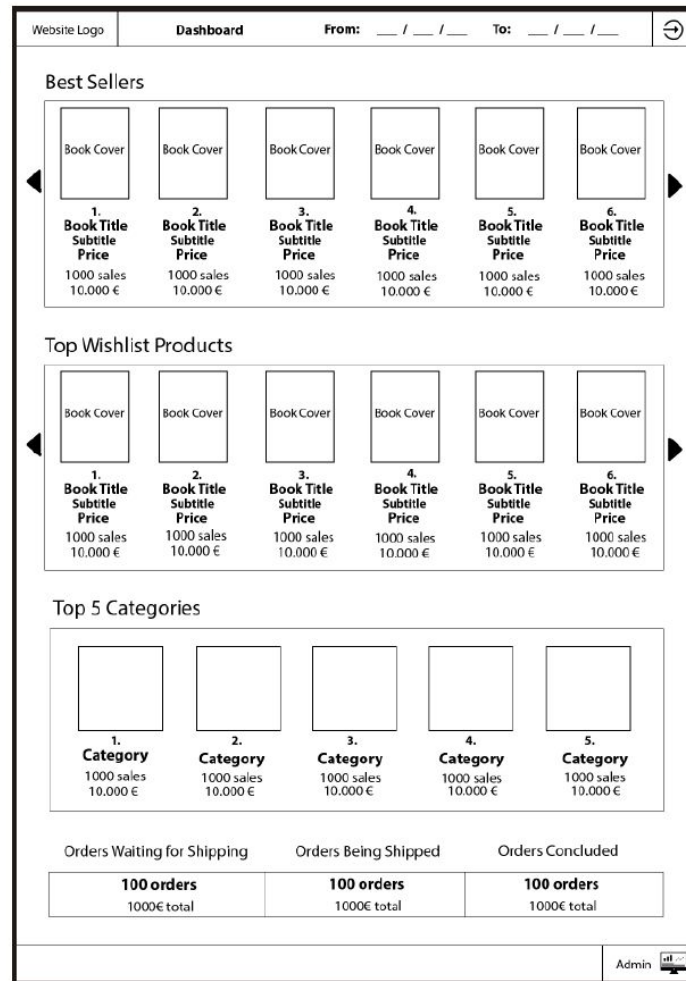 Website Logo Dashboard From: __ / __ / __ To: __ / __ / __
Best Sellers
Book Cover Book Cover Book Cover Book Cover Book Cover Book Cover
1. 2. 3. 4. 5. 6.
Book Title Book Title Book Title Book Title Book Title Book Title
Subtitle Subtitle Subtitle Subtitle Subtitle Subtitle
Price Price Price Price Price Price
1000 sales 1000 sales 1000 sales 1000 sales 1000 sales 1000 sales
10.000 € 10.000 € 10.000 € 10.000 € 10.000 € 10.000 €
Top Wishlist Products
Book Cover Book Cover Book Cover Book Cover Book Cover Book Cover
1. 2. 3. 4. 5. 6.
Book Title Book Title Book Title Book Title Book Title Book Title
Subtitle Subtitle Subtitle Subtitle Subtitle Subtitle
Price Price Price Price Price Price
1000 sales 1000 sales 1000 sales 1000 sales 1000 sales 1000 sales
10.000 € 10.000 € 10.000 € 10.000 € 10.000 € 10.000 €
Top 5 Categories
1. 2. 3. 4. 5.
Category Category Category Category Category
1000 sales 1000 sales 1000 sales 1000 sales 1000 sales
10.000 € 10.000 € 10.000 € 10.000 € 10.000 €
Orders Waiting for Shipping Orders Being Shipped Orders Concluded
100 orders 100 orders 100 orders
1000€ total 1000€ total 1000€ total
Admin